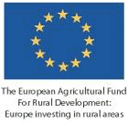 The European Agricultural Fund
For Rural Development:
Europe investing in rural areas